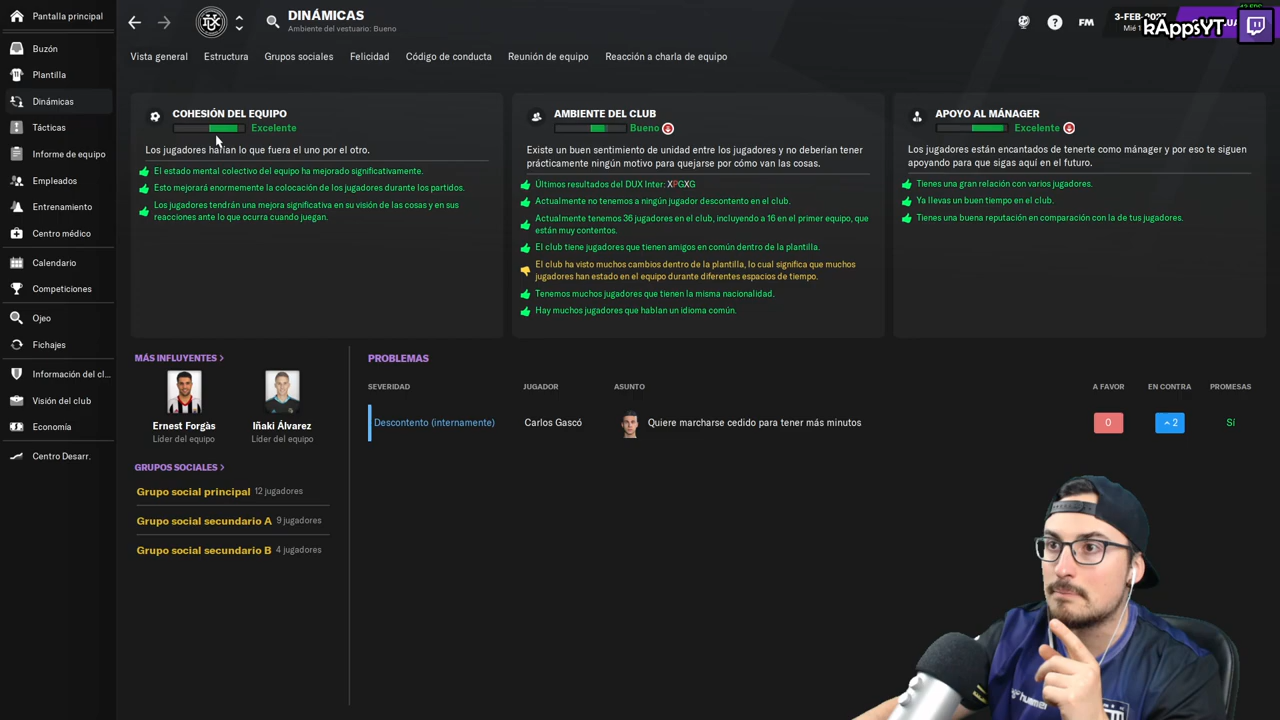 Pantalla principal
Buzón
Plantilla
Dinámicas
Tácticas
Informe de equipo
Empleados
Entrenamiento
Centro médico
Calendario
Competiciones
Ojeo
Fichajes
Información del cl...
Visión del club
Economía
Centro Desarr.
DINÁMICAS
Ambiente del vestuario: Bueno
FM
3-FEB-2027
kAppsYT
Vista general
Estructura
Grupos sociales
Felicidad
Código de conducta
Reunión de equipo
Reacción a charla de equipo
COHESIÓN DEL EQUIPO
Excelente
Los jugadores harían lo que fuera el uno por el otro.
El estado mental colectivo del equipo ha mejorado significativamente.
Esto mejorará enormemente la colocación de los jugadores durante los partidos.
Los jugadores tendrán una mejora significativa en su visión de las cosas y en sus
reacciones ante lo que ocurra cuando juegan.
AMBIENTE DEL CLUB
Bueno
Existe un buen sentimiento de unidad entre los jugadores y no deberían tener
prácticamente ningún motivo para quejarse por cómo van las cosas.
Últimos resultados del DUX Inter: XPGXG
Actualmente no tenemos a ningún jugador descontento en el club.
Actualmente tenemos 36 jugadores en el club, incluyendo a 16 en el primer equipo, que
están muy contentos.
El club tiene jugadores que tienen amigos en común dentro de la plantilla.
El club ha visto muchos cambios dentro de la plantilla, lo cual significa que muchos
jugadores han estado en el equipo durante diferentes espacios de tiempo.
Tenemos muchos jugadores que tienen la misma nacionalidad.
Hay muchos jugadores que hablan un idioma común.
APOYO AL MÁNAGER
Excelente
Los jugadores están encantados de tenerte como mánager y por eso te siguen
apoyando para que sigas aquí en el futuro.
Tienes una gran relación con varios jugadores.
Ya llevas un buen tiempo en el club.
Tienes una buena reputación en comparación con la de tus jugadores.
MÁS INFLUYENTES >
Ernest Forgàs
Líder del equipo
Iñaki Álvarez
Líder del equipo
GRUPOS SOCIALES >
Grupo social principal 12 jugadores
Grupo social secundario A 9 jugadores
Grupo social secundario B 4 jugadores
PROBLEMAS
SEVERIDAD JUGADOR ASUNTO A FAVOR EN CONTRA PROMESAS
Descontento (internamente) Carlos Gascó Quiere marcharse cedido para tener más minutos 0 2 Sí